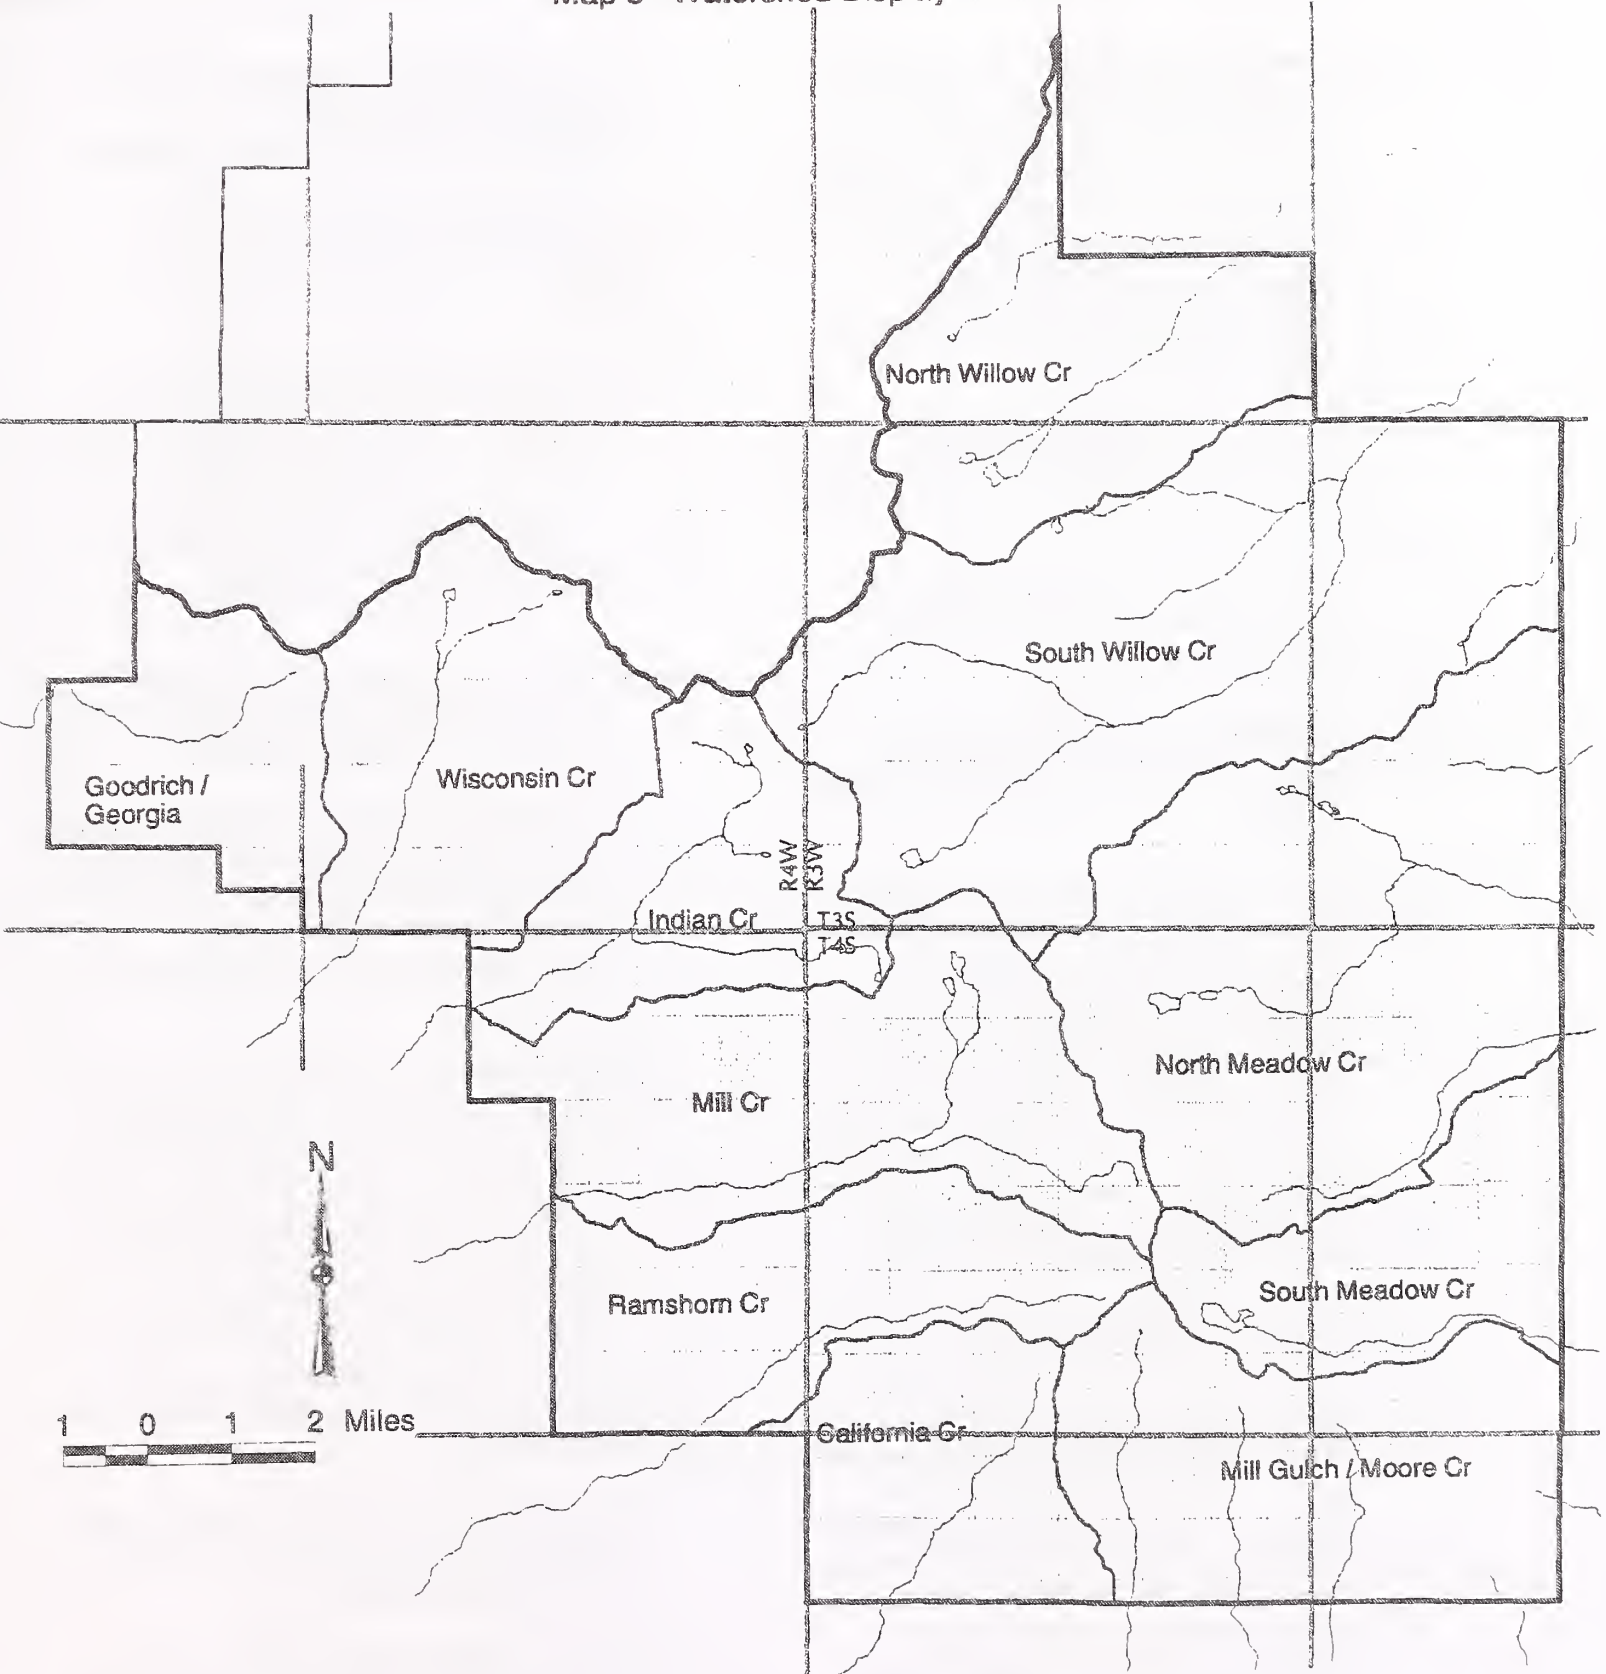 North Willow Cr
South Willow Cr
Goodrich /
Georgia
Wisconsin Cr
R4W
R3W
Indian Cr
T3S
T4S
North Meadow Cr
Mill Cr
N
South Meadow Cr
Ramshorn Cr
1 0 1 2 Miles
California Cr
Mill Gulch / Moore Cr